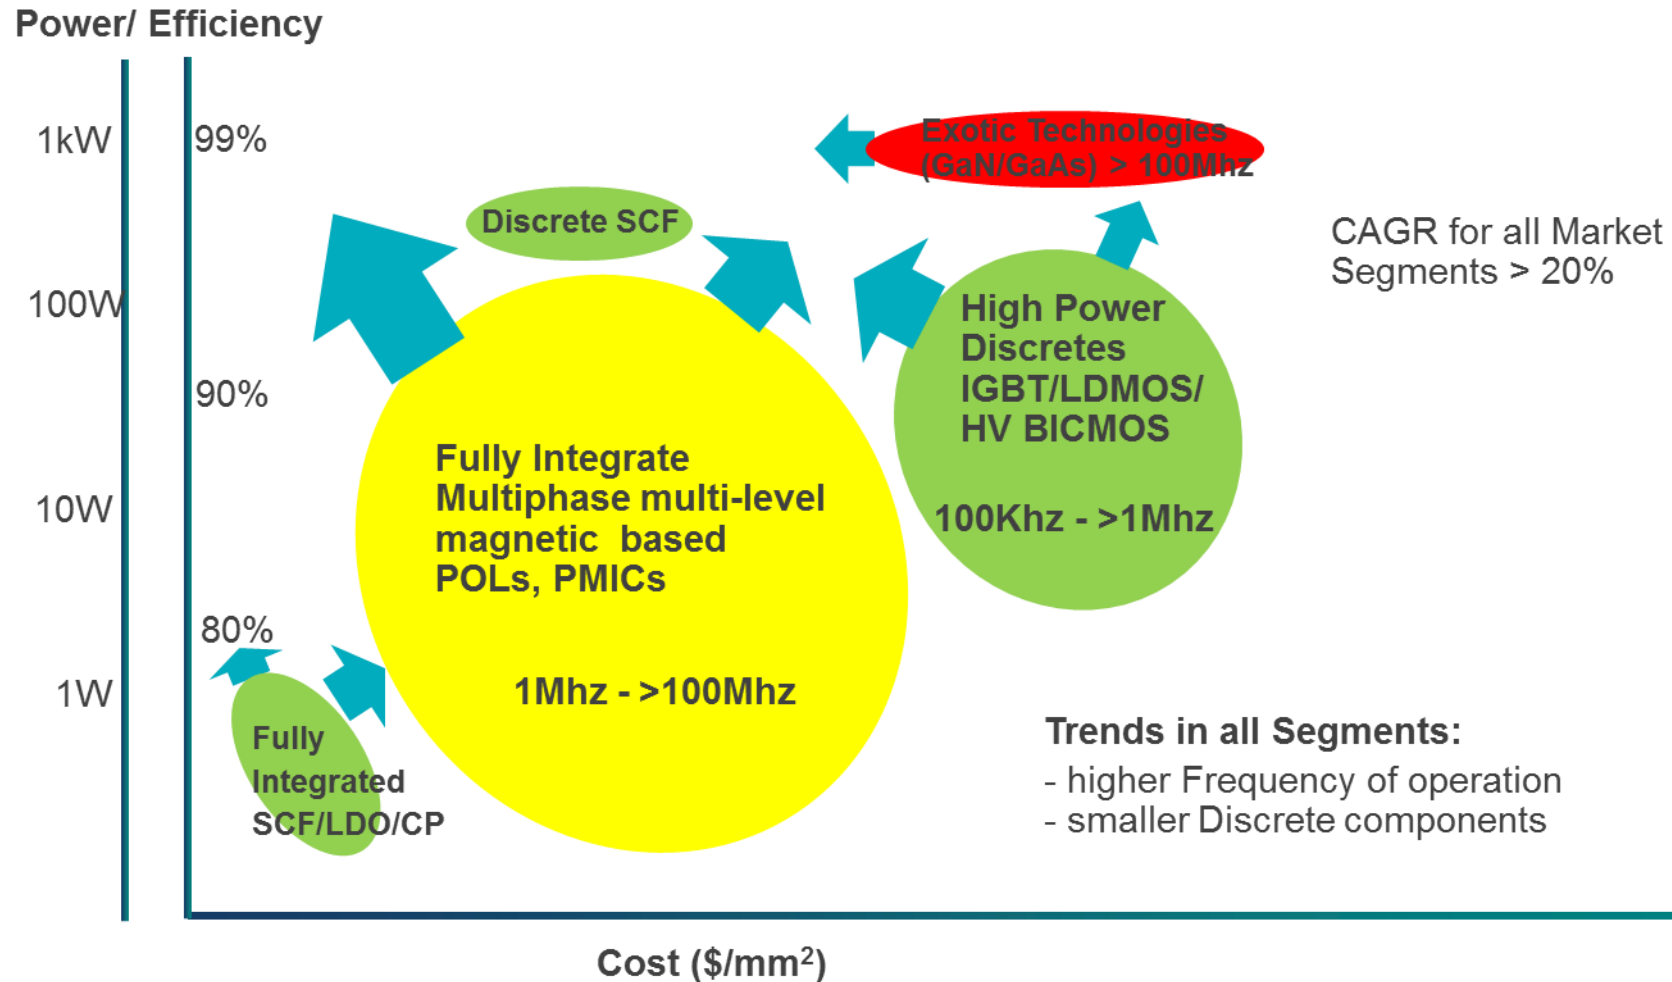 Power/ Efficiency
1kW
99%
Exotic Technologies
(GaN/GaAs) > 100Mhz
Discrete SCF
CAGR for all Market
Segments > 20%
100W
High Power
Discretes
IGBT/LDMOS/
HV BICMOS
100Khz - >1Mhz
90%
Fully Integrate
Multiphase multi-level
magnetic based
POLs, PMICs
1Mhz - >100Mhz
10W
80%
1W
Fully
Integrated
SCF/LDO/CP
Trends in all Segments:
- higher Frequency of operation
- smaller Discrete components
Cost ($/mm²)